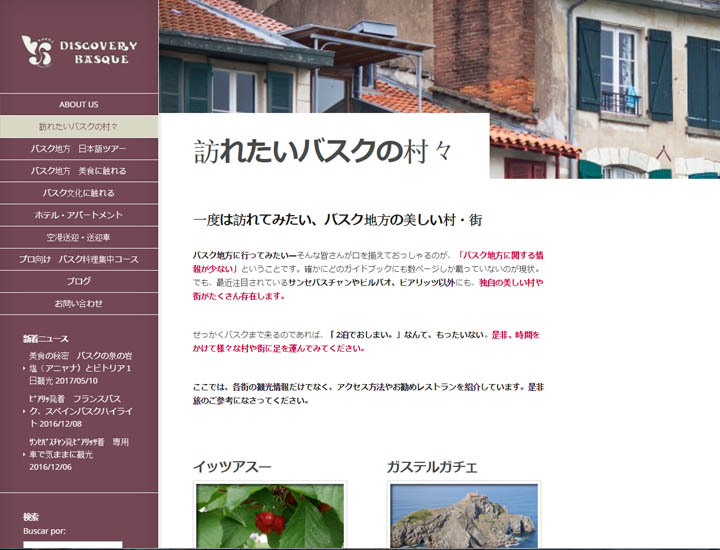 DISCOVERY
BASQUE
ABOUT US
訪れたいバスクの村々
バスク地方　日本語ツアー
バスク地方　美食に触れる
バスク文化に触れる
ホテル・アパートメント
空港送迎・送迎車
プロ向け　バスク料理集中コース
ブログ
お問い合わせ
新着ニュース
美食の秘密　バスクの泉の岩
塩（アニャナ）とビトリア１
日観光 2017/05/10
ﾋﾞｱﾘｯﾂ発着　フランスバス
ク、スペインバスクハイライ
ト 2016/12/08
ｻﾝｾﾊﾞｽﾁｬﾝ発ﾋﾞｱﾘｯﾂ着　専用
車で気ままに観光
2016/12/06
検索
Buscar por:
訪れたいバスクの村々
一度は訪れてみたい、バスク地方の美しい村・街
バスク地方に行ってみたいーそんな皆さんが口を揃えておっしゃるのが、「バスク地方に関する情
報が少ない」ということです。確かにどのガイドブックにも数ページしか載っていないのが現状。
でも、最近注目されているサンセバスチャンやビルバオ、ビアリッツ以外にも、独自の美しい村や
街がたくさん存在します。
せっかくバスクまで来るのであれば、「２泊でおしまい。」なんて、もったいない。是非、時間を
かけて様々な村や街に足を運んでみてください。
ここでは、各街の観光情報だけでなく、アクセス方法やお勧めレストランを紹介しています。是非
旅のご参考になさってください。
イッツアスー
ガステルガチェ